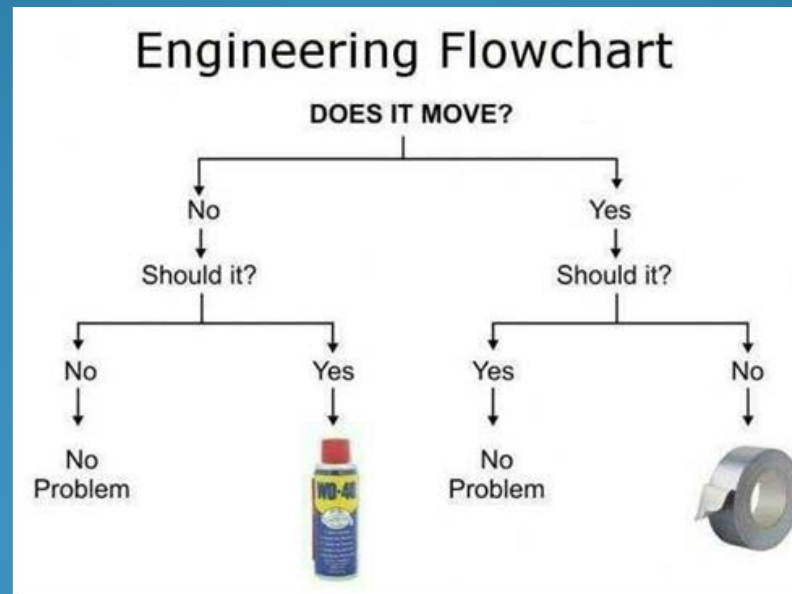 Engineering Flowchart
DOES IT MOVE?
No
Yes
Should it?
Should it?
No
Yes
Yes
No
No
Problem
No
Problem
WD-40